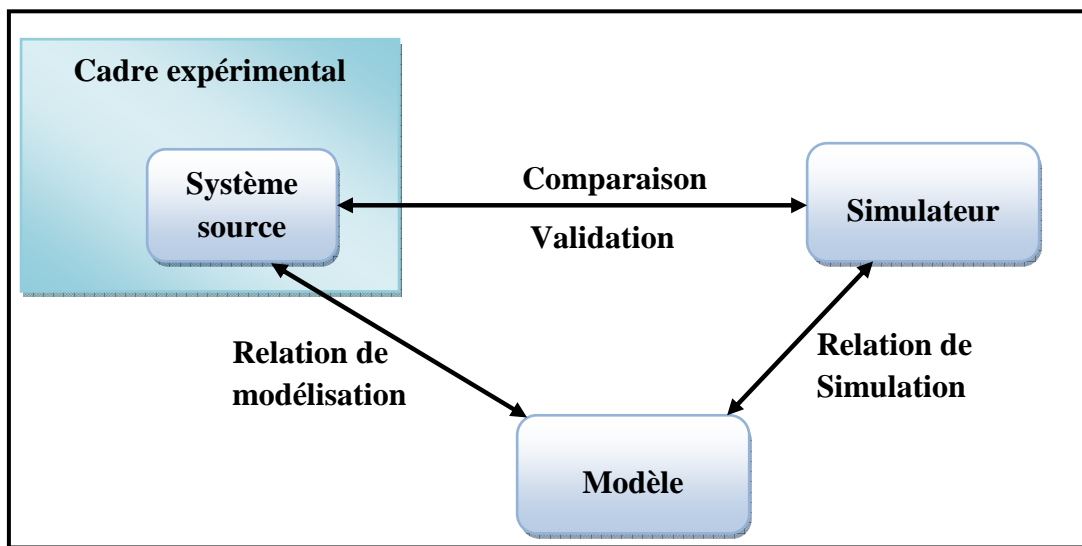 Cadre expérimental
Système
source
Comparaison
Validation
Simulateur
Relation de
modélisation
Relation de
Simulation
Modèle